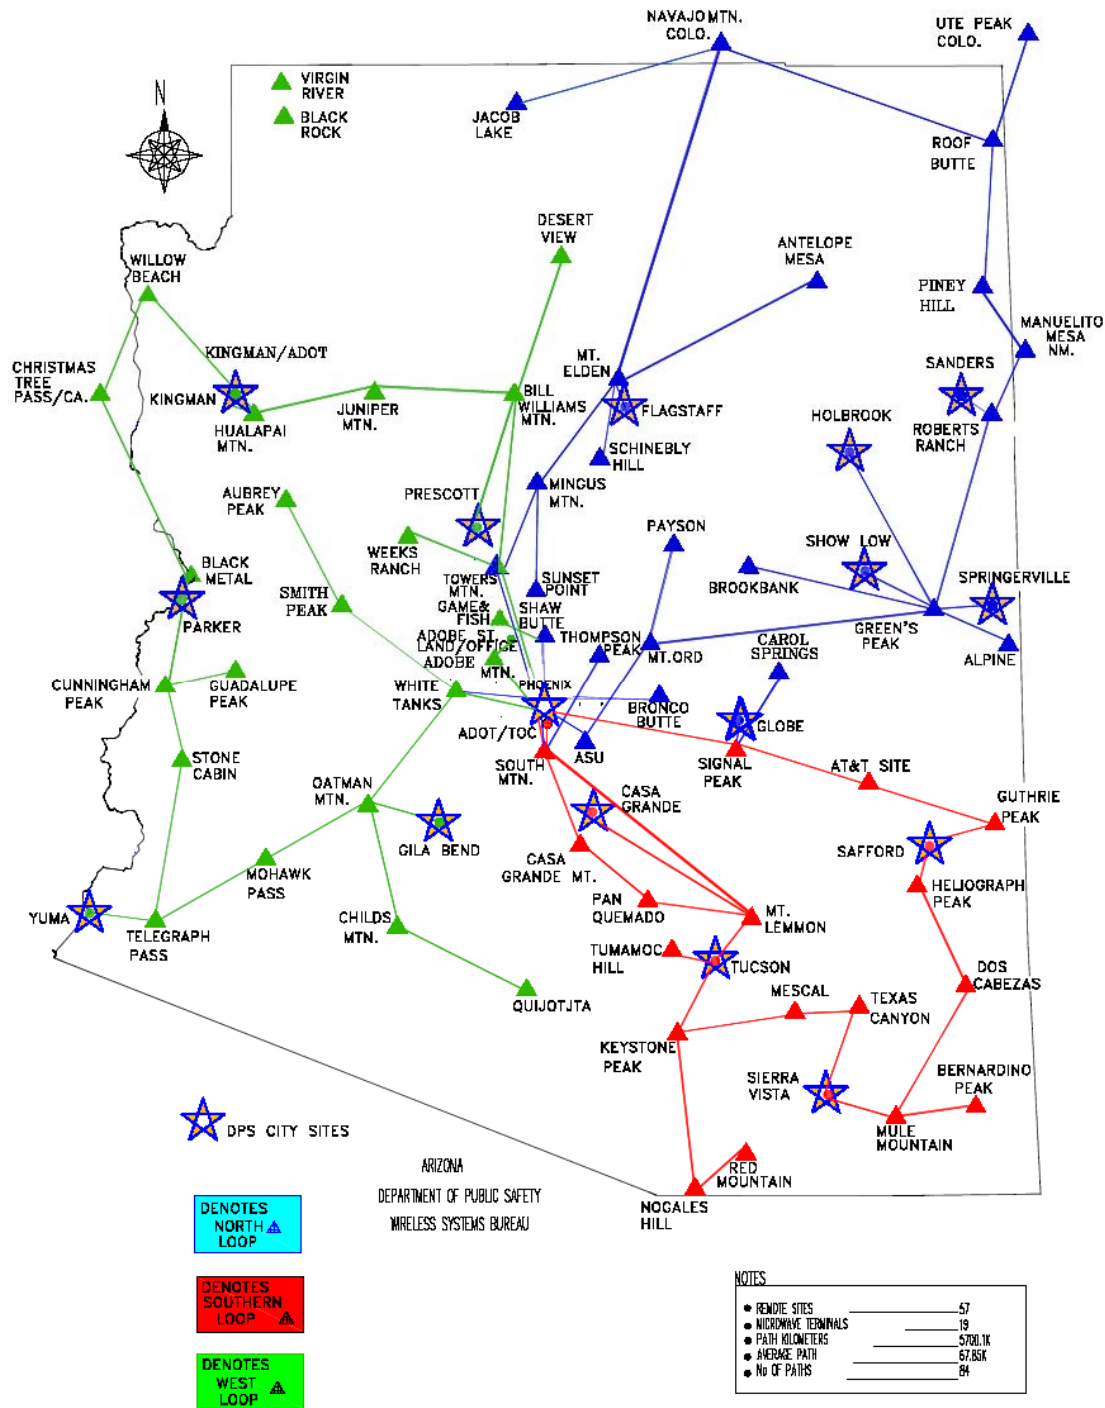 NAVAJO MTN.
COLO.
UTE PEAK
COLO.
N
VIRGIN
RIVER
BLACK
ROCK
JACOB
LAKE
ROOF
BUTTE
DESERT
VIEW
ANTELOPE
MESA
WILLOW
BEACH
PINEY
HILL
MANUELITO
MESA
NM.
KINGMAN/ADOT
MT.
ELDEN
SANDERS
CHRISTMAS
TREE
PASS/CA.
KINGMAN
BILL
WILLIAMS
MTN.
JUNIPER
MTN.
FLAGSTAFF
HOLBROOK
HUALAPAI
MTN.
ROBERTS
RANCH
SCHINEBLY
HILL
AUBREY
PEAK
PRESCOTT
MINGUS
MTN.
PAYSON
WEEKS
RANCH
SHOW LOW
BLACK
METAL
TOWERS
MTN.
SUNSET
POINT
BROOKBANK
SPRINGERVILLE
SMITH
PEAK
GAME&
FISH
SHAW
BUTTE
PARKER
ADOBE ST.
LAND/OFFICE
ADOBE
MTN.
THOMPSON
PEAK
MT.ORD
GREEN'S
PEAK
CAROL
SPRINGS
ALPINE
CUNNINGHAM
PEAK
GUADALUPE
PEAK
WHITE
TANKS
PHOENIX
BRONCO
BUTTE
GLOBE
ADOT/TOC
ASU
STONE
CABIN
SOUTH
MTN.
SIGNAL
PEAK
AT&T SITE
OATMAN
MTN.
CASA
GRANDE
GUTHRIE
PEAK
GILA BEND
SAFFORD
CASA
GRANDE MT.
MOHAWK
PASS
HELIOGRAPH
PEAK
PAN
QUEMADO
YUMA
TELEGRAPH
PASS
CHILDS
MTN.
MT.
LEMMON
TUMAMOC
HILL
TUCSON
DOS
CABEZAS
QUIJOTJTA
MESCAL
TEXAS
CANYON
KEYSTONE
PEAK
SIERRA
VISTA
BERNARDINO
PEAK
MULE
MOUNTAIN
RED
MOUNTAIN
NOGALES
HILL
DPS CITY SITES
ARIZONA
DEPARTMENT OF PUBLIC SAFETY
WIRELESS SYSTEMS BUREAU
DENOTES
NORTH
LOOP
DENOTES
SOUTHERN
LOOP
DENOTES
WEST
LOOP
NOTES
REMOTE SITES 57
MICROWAVE TERMINALS 19
PATH KILOMETERS 5700.1K
AVERAGE PATH 67.85K
No OF PATHS 84